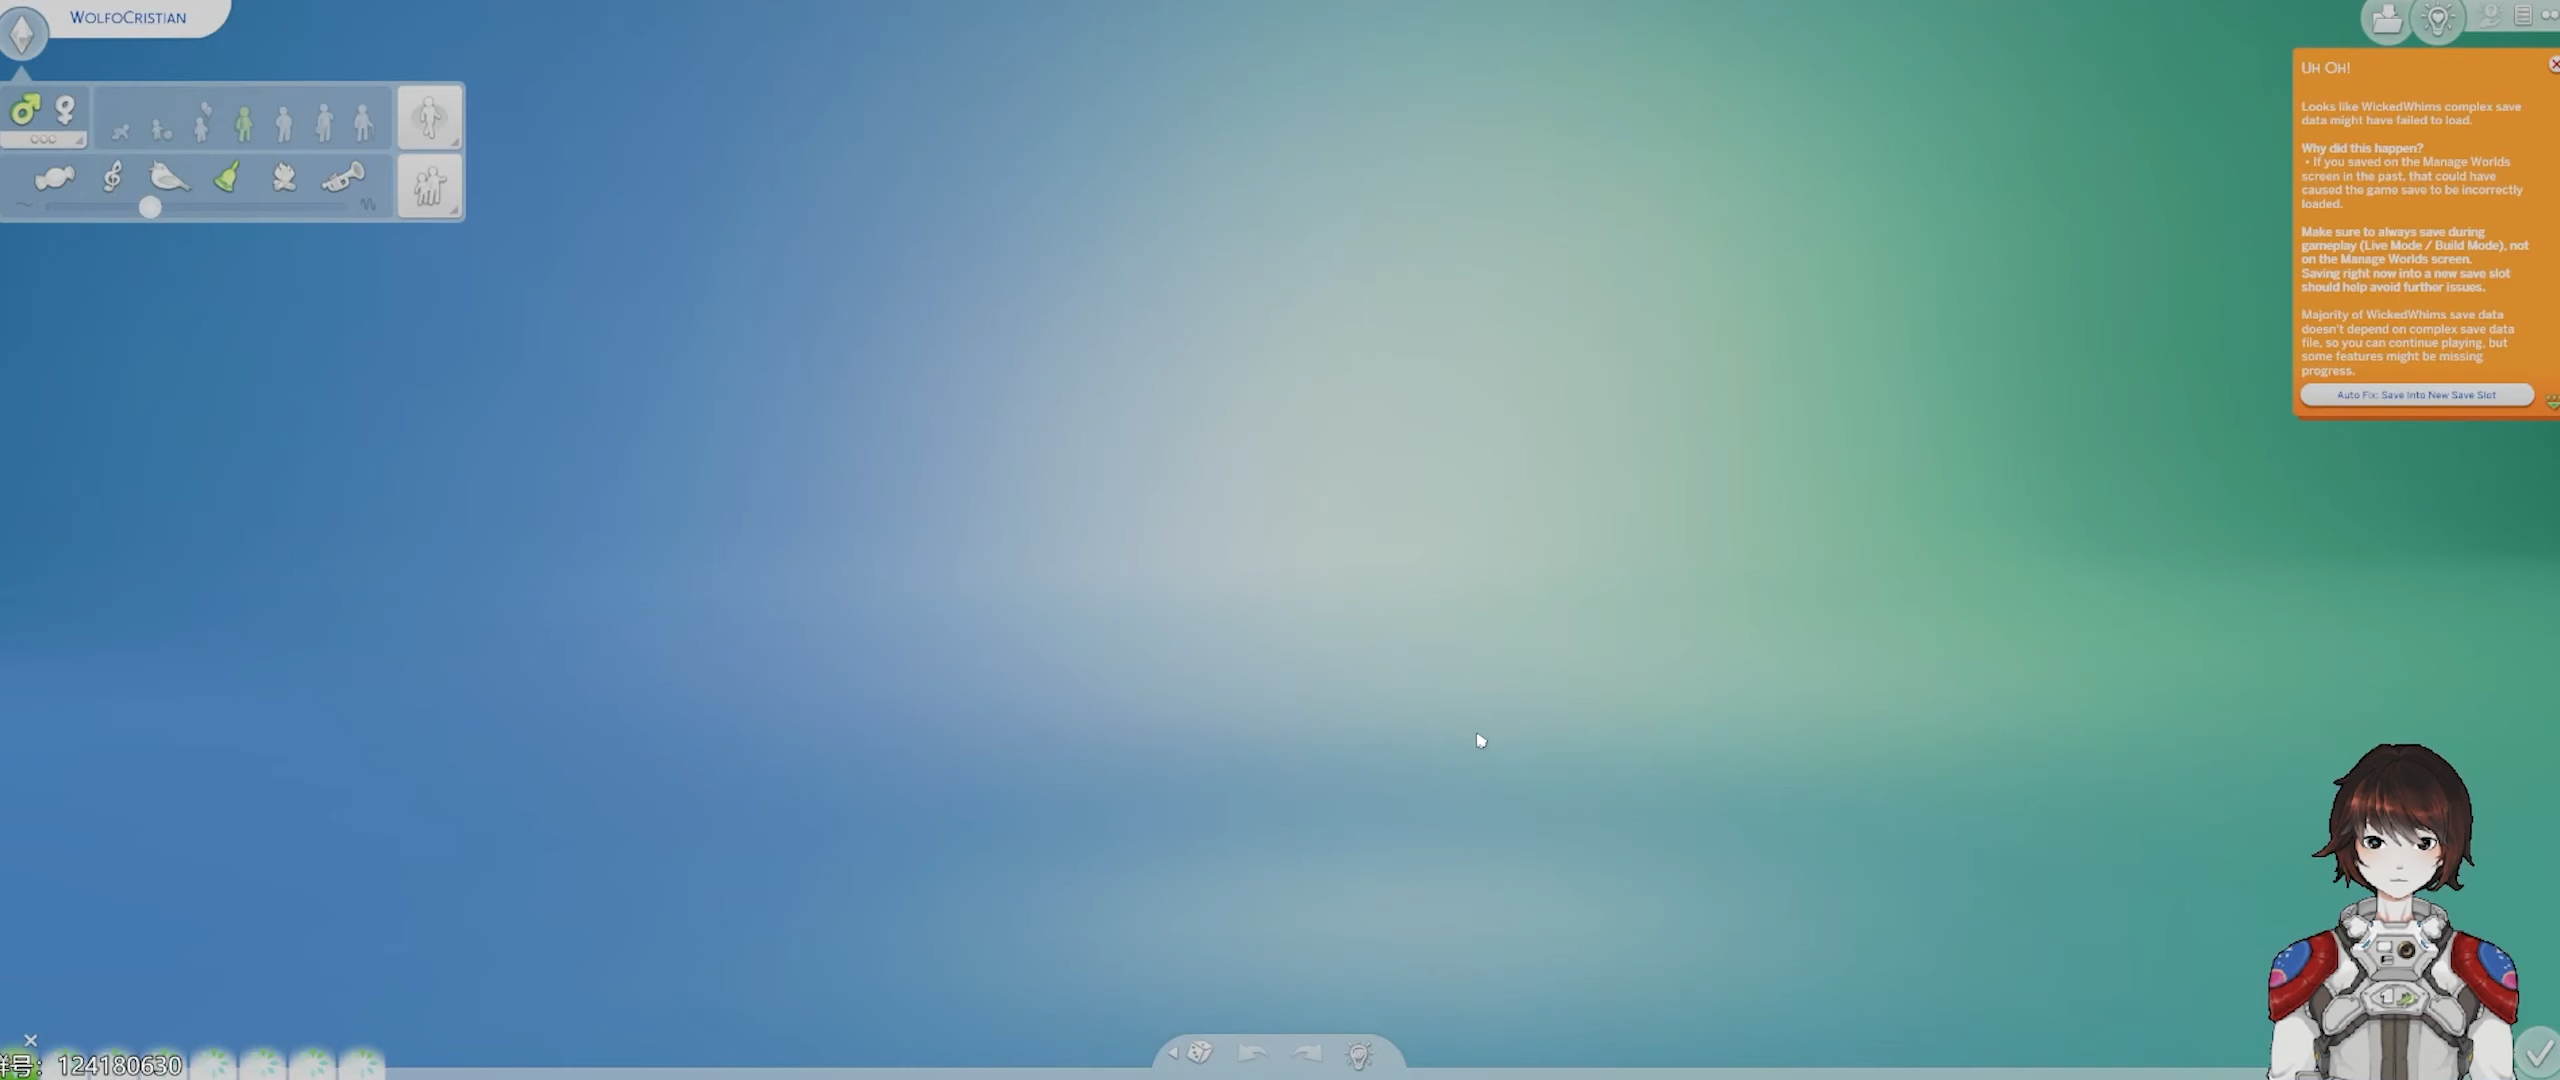 WolfoCristian
Uh Oh!
Looks like WickedWhims complex save
data might have failed to load.
Why did this happen?
• If you saved on the Manage Worlds
screen in the past, that could have
caused the game save to be incorrectly
loaded.
Make sure to always save during
gameplay (Live Mode / Build Mode), not
on the Manage Worlds screen.
Saving right now into a new save slot
should help avoid further issues.
Majority of WickedWhims save data
doesn't depend on complex save data
file, so you can continue playing, but
some features might be missing
progress.
Auto Fix: Save Into New Save Slot
号：124180630